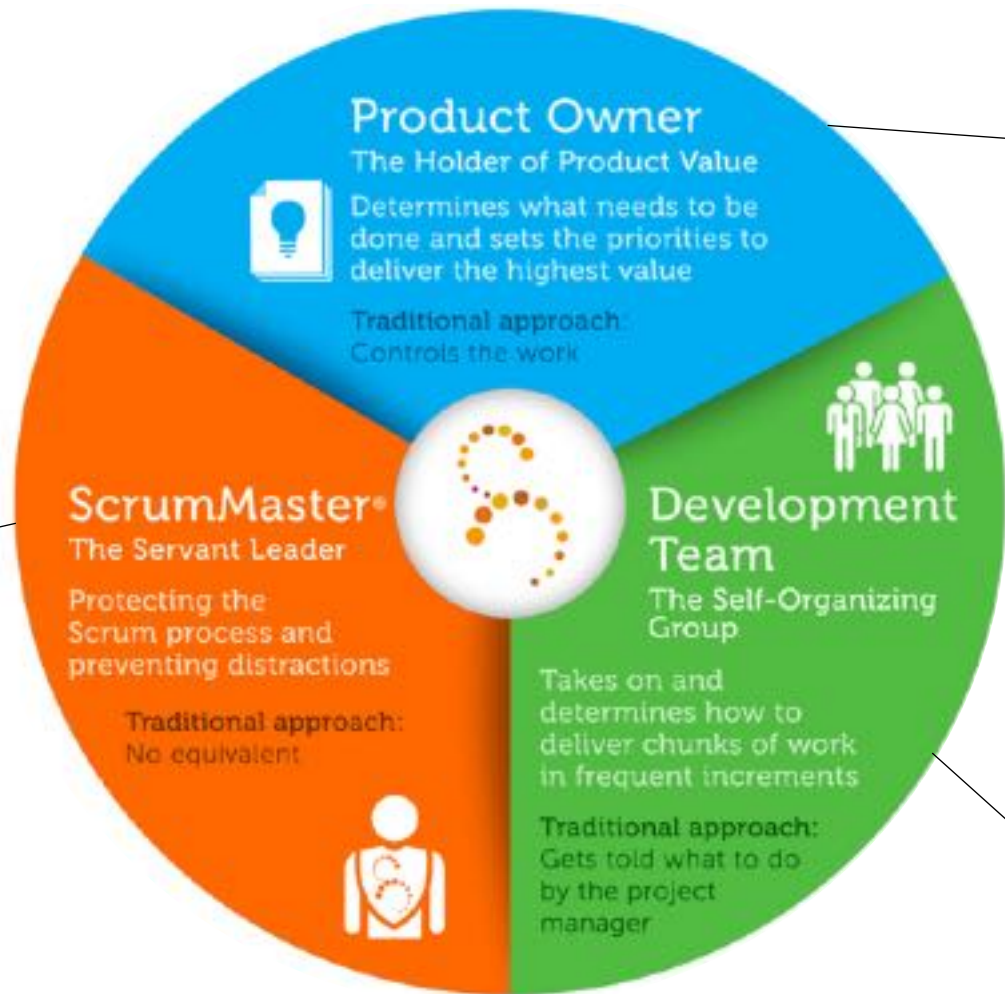 Product Owner
The Holder of Product Value
Determines what needs to be
done and sets the priorities to
deliver the highest value
Traditional approach:
Controls the work
ScrumMaster®
The Servant Leader
Protecting the
Scrum process and
preventing distractions
Traditional approach:
No equivalent
Development
Team
The Self-Organizing
Group
Takes on and
determines how to
deliver chunks of work
in frequent increments
Traditional approach:
Gets told what to do
by the project
manager